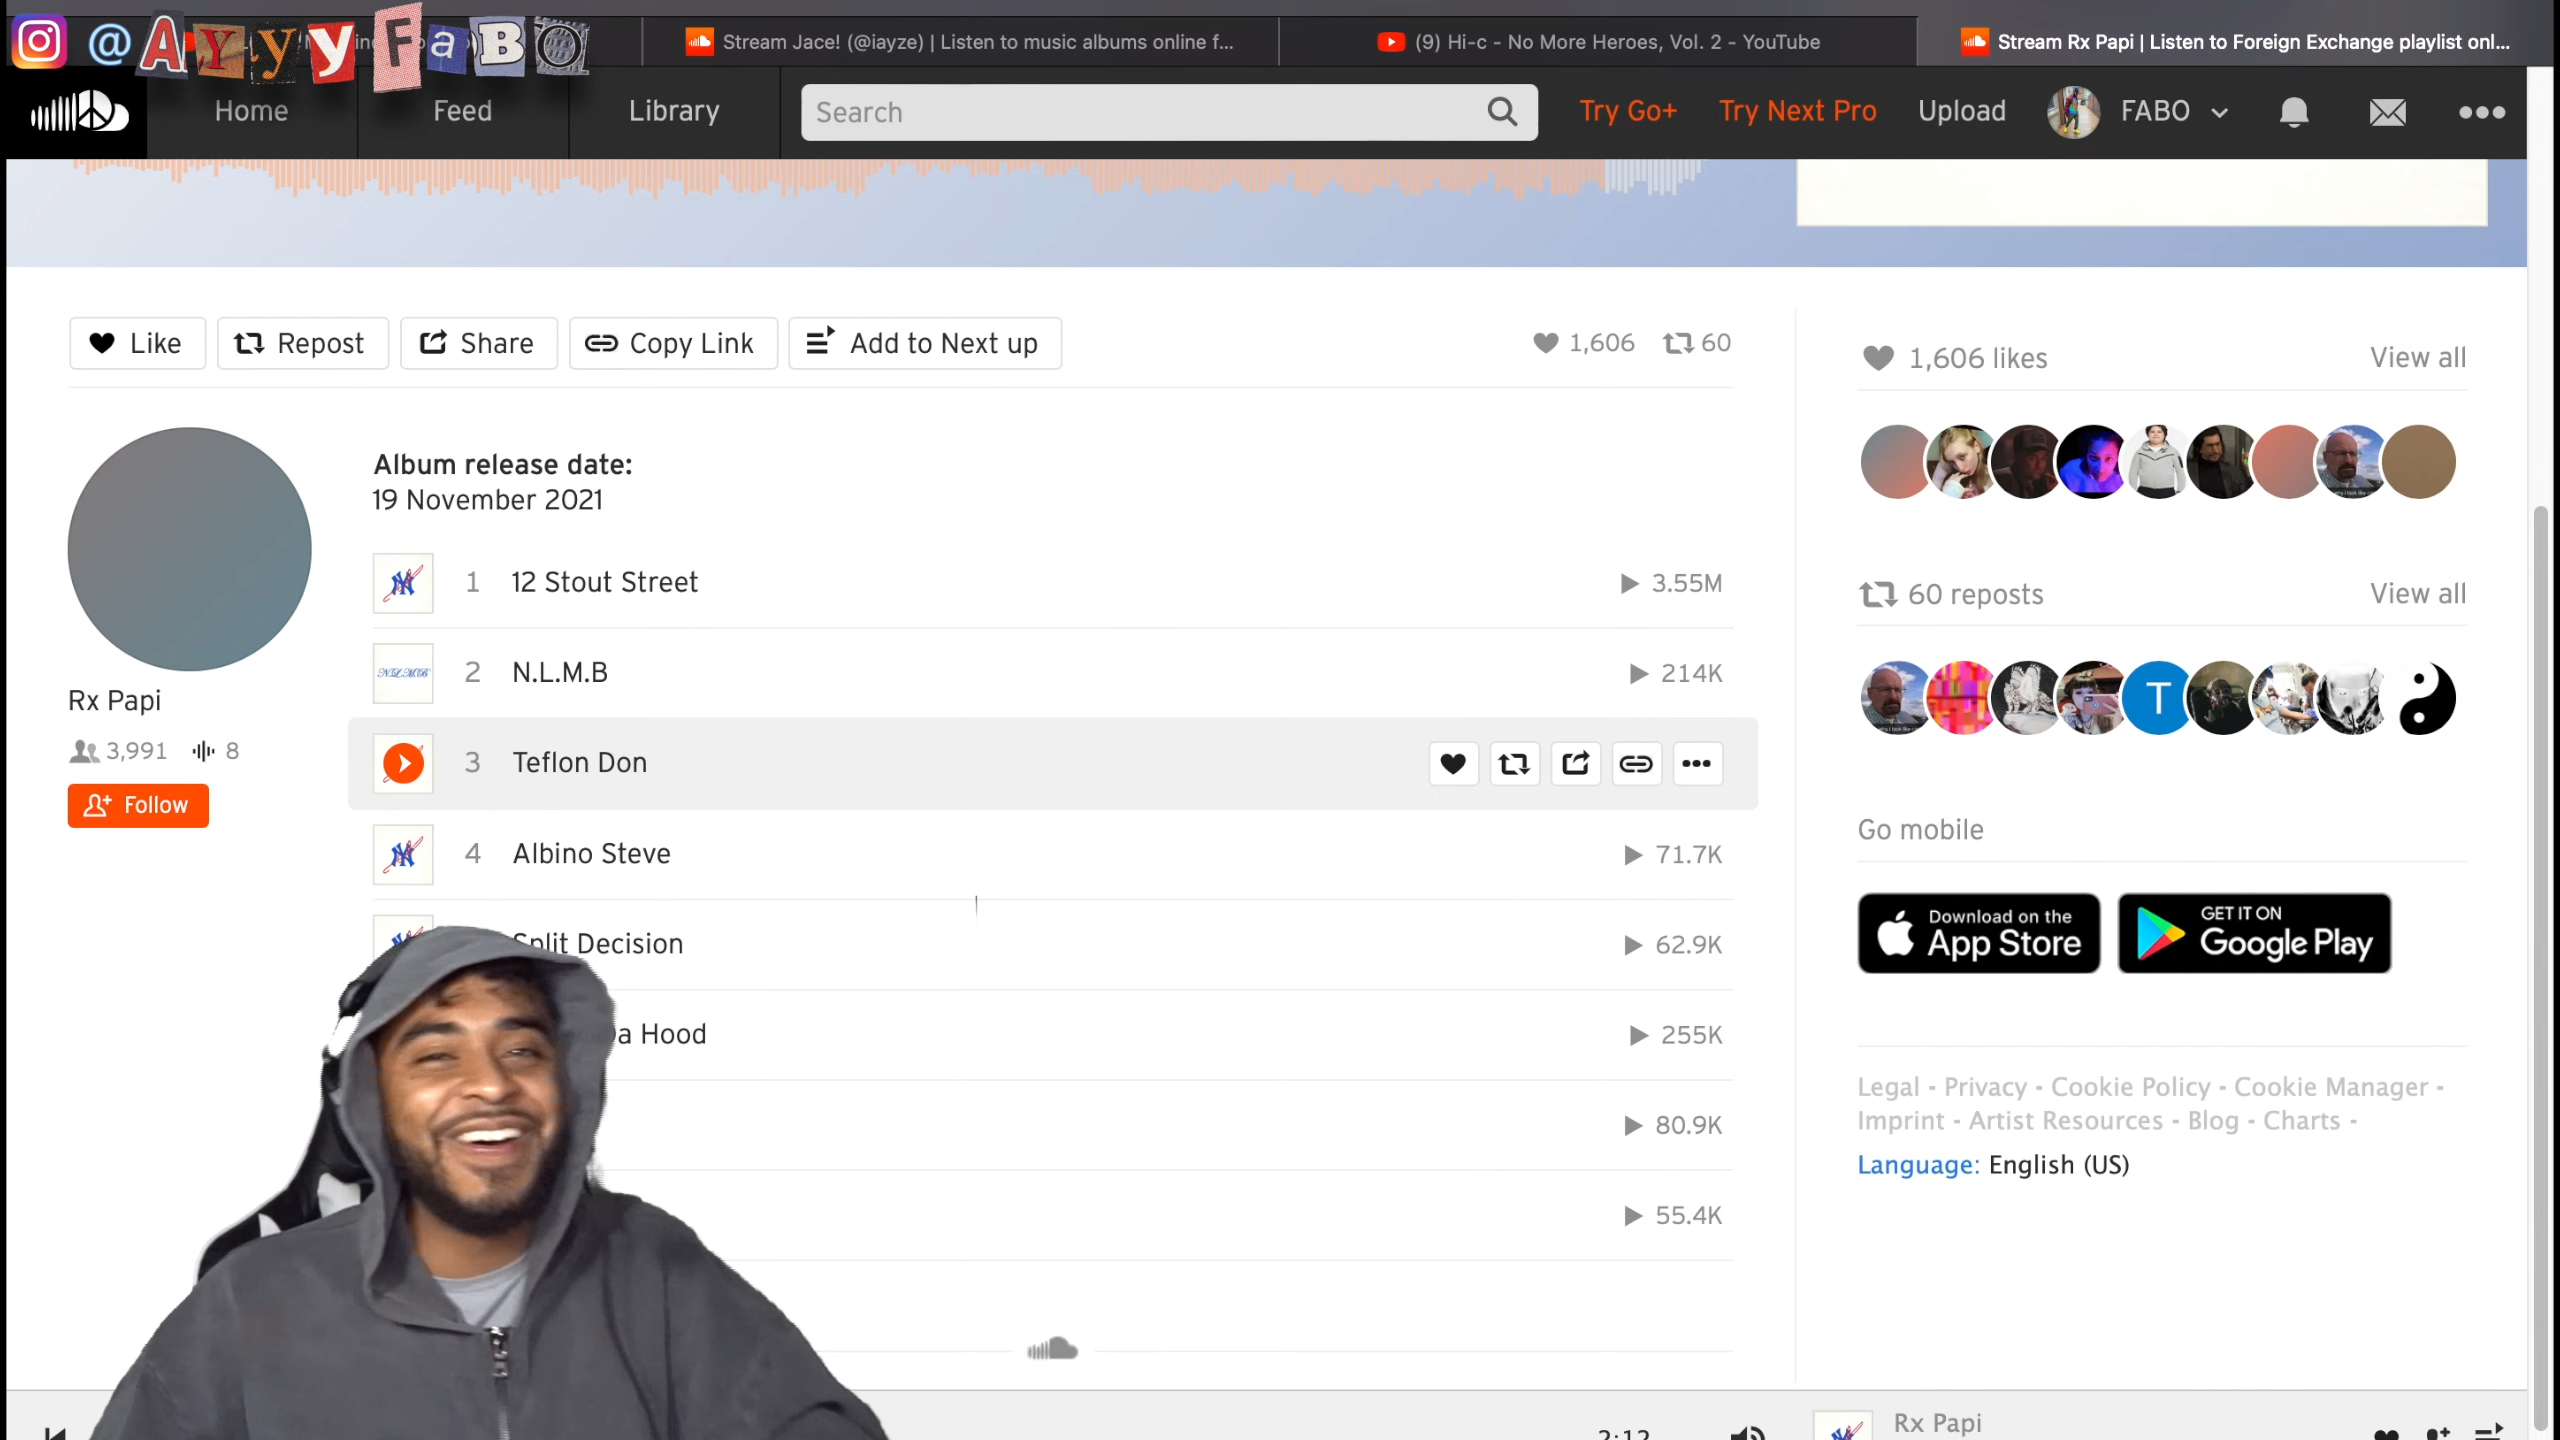 @AyyyFaBO
Stream Jace! (@iayze) | Listen to music albums online f...
(9) Hi-c - No More Heroes, Vol. 2 - YouTube
Stream Rx Papi | Listen to Foreign Exchange playlist onl...
Home
Feed
Library
Search
Try Go+
Try Next Pro
Upload
FABO
Like
Repost
Share
Copy Link
Add to Next up
1,606
60
Album release date:
19 November 2021
Rx Papi
3,991
8
Follow
1 12 Stout Street 3.55M
2 N.L.M.B 214K
N.L.M.B
3 Teflon Don
4 Albino Steve 71.7K
Split Decision 62.9K
a Hood 255K
80.9K
55.4K
1,606 likes
View all
60 reposts
View all
T
Go mobile
Download on the
App Store
GET IT ON
Google Play
Legal - Privacy - Cookie Policy - Cookie Manager -
Imprint - Artist Resources - Blog - Charts -
Language: English (US)
2:12
Rx Papi